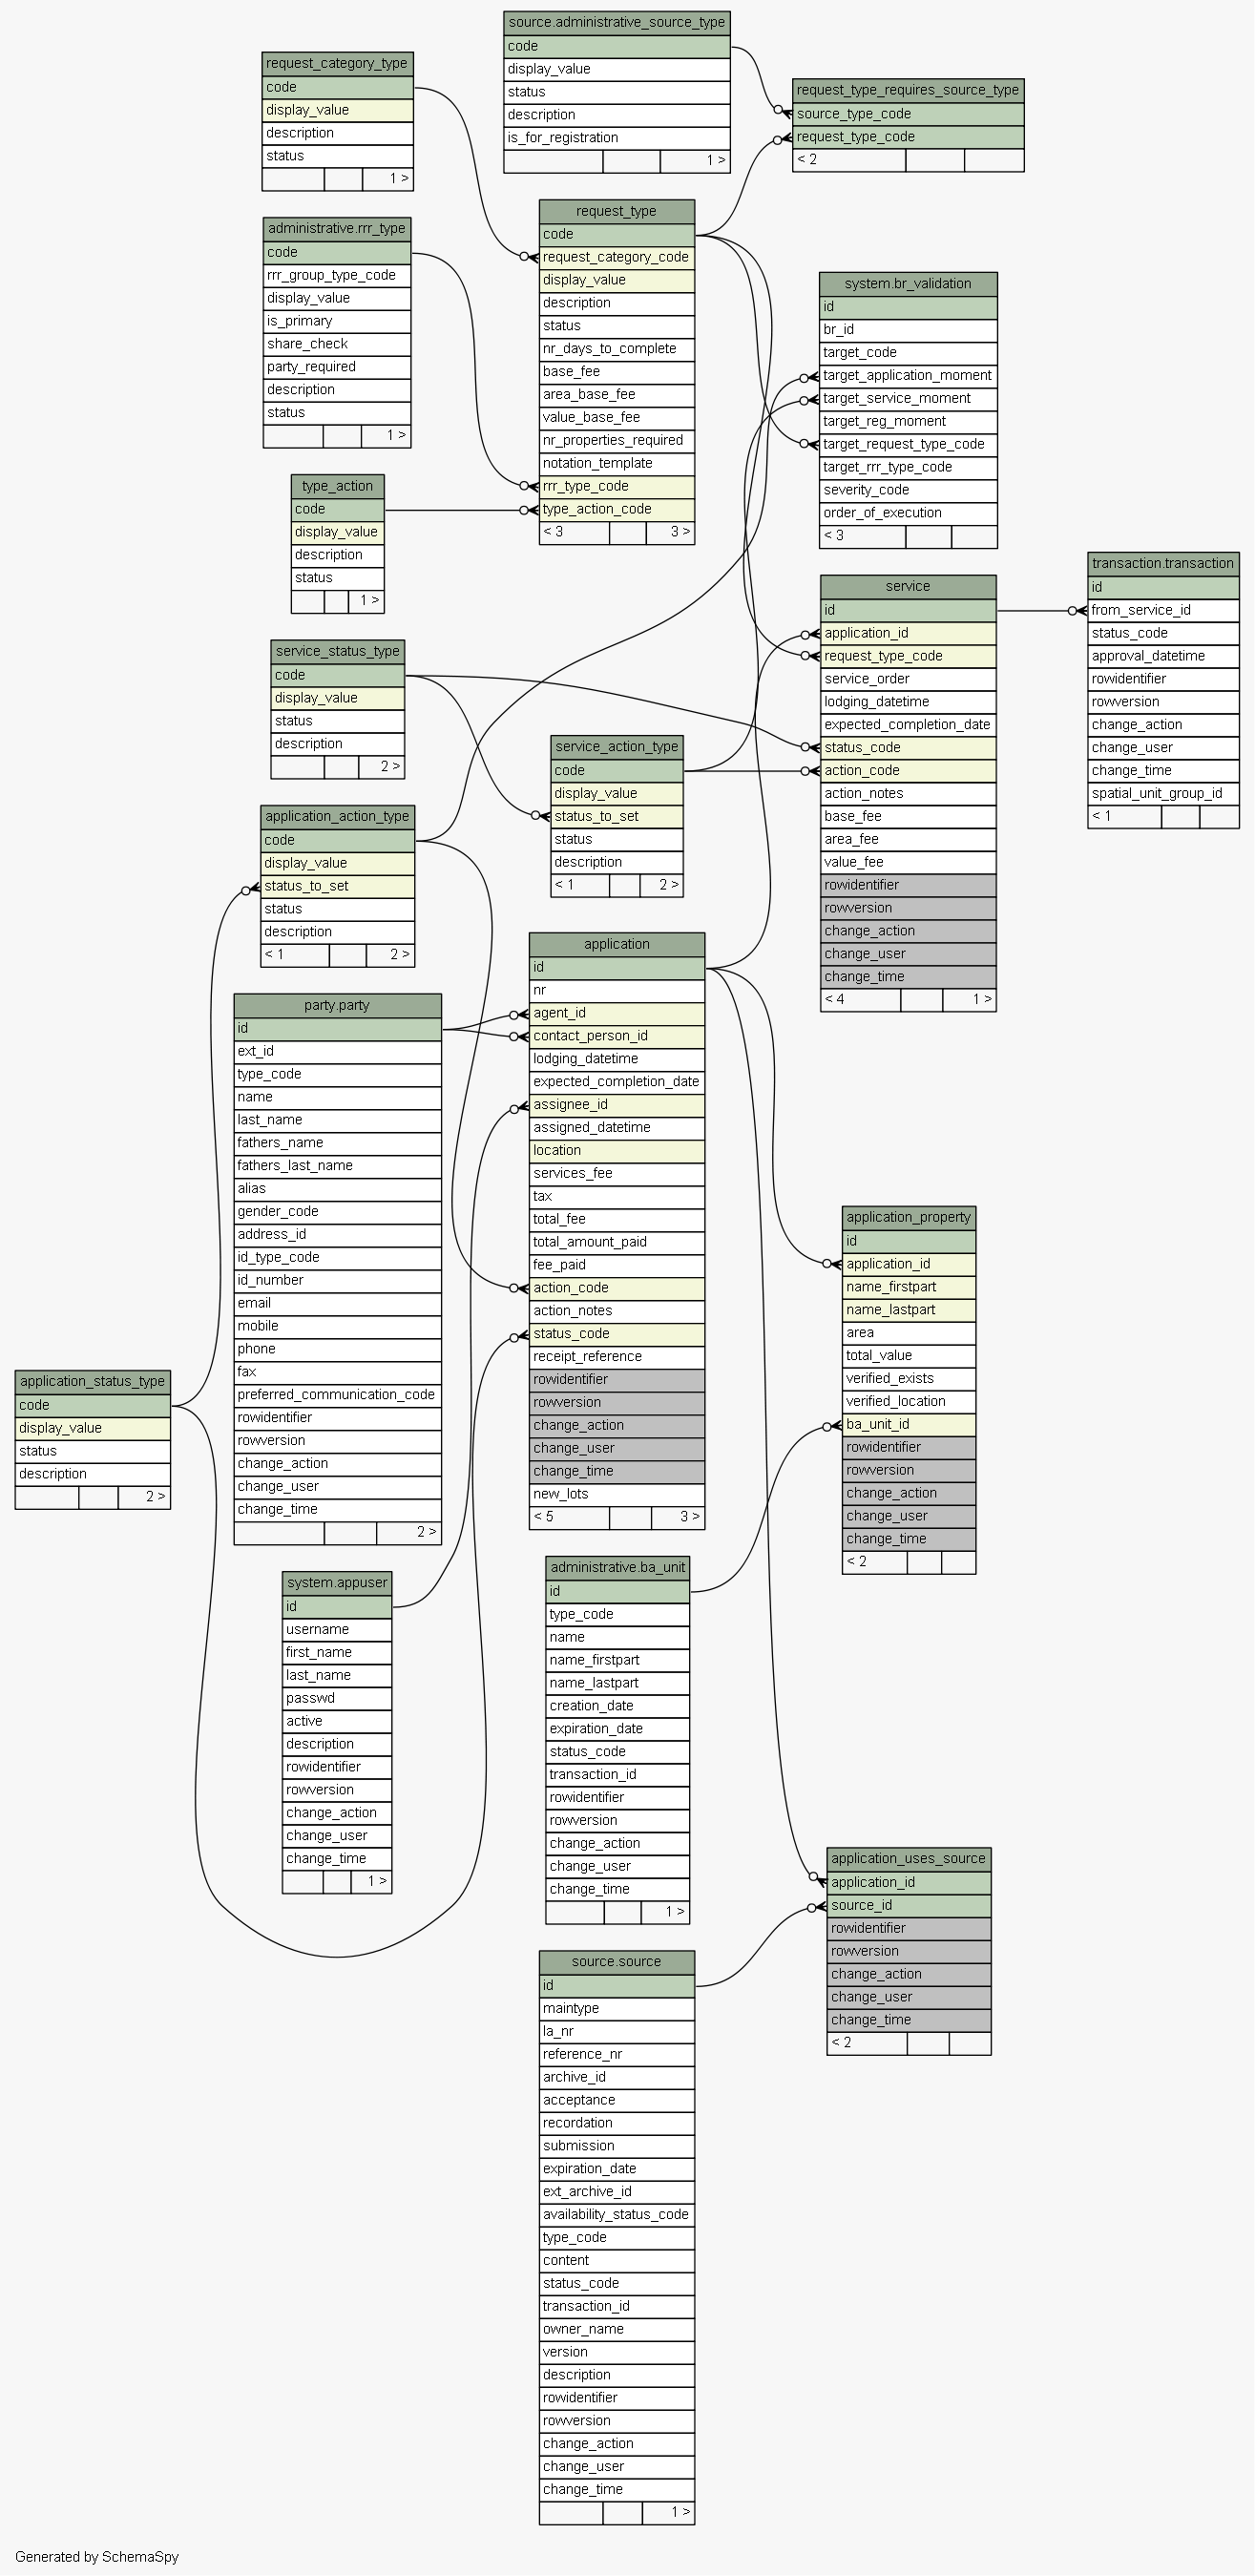 source.administrative_source_type
code
display_value
status
description
is_for_registration
1 >
request_category_type
code
display_value
description
status
1 >
request_type_requires_source_type
source_type_code
request_type_code
< 2
request_type
code
request_category_code
display_value
description
status
nr_days_to_complete
base_fee
area_base_fee
value_base_fee
nr_properties_required
notation_template
rrr_type_code
type_action_code
< 3
3 >
administrative.rrr_type
code
rrr_group_type_code
display_value
is_primary
share_check
party_required
description
status
1 >
system.br_validation
id
br_id
target_code
target_application_moment
target_service_moment
target_reg_moment
target_request_type_code
target_rrr_type_code
severity_code
order_of_execution
< 3
type_action
code
display_value
description
status
1 >
transaction.transaction
id
from_service_id
status_code
approval_datetime
rowidentifier
rowversion
change_action
change_user
change_time
spatial_unit_group_id
< 1
service
id
application_id
request_type_code
service_order
lodging_datetime
expected_completion_date
status_code
action_code
action_notes
base_fee
area_fee
value_fee
rowidentifier
rowversion
change_action
change_user
change_time
< 4
1 >
service_status_type
code
display_value
status
description
2 >
service_action_type
code
display_value
status_to_set
status
description
< 1
2 >
application_action_type
code
display_value
status_to_set
status
description
< 1
2 >
application
id
nr
agent_id
contact_person_id
lodging_datetime
expected_completion_date
assignee_id
assigned_datetime
location
services_fee
tax
total_fee
total_amount_paid
fee_paid
action_code
action_notes
status_code
receipt_reference
rowidentifier
rowversion
change_action
change_user
change_time
new_lots
< 5
3 >
party.party
id
ext_id
type_code
name
last_name
fathers_name
fathers_last_name
alias
gender_code
address_id
id_type_code
id_number
email
mobile
phone
fax
preferred_communication_code
rowidentifier
rowversion
change_action
change_user
change_time
2 >
application_property
id
application_id
name_firstpart
name_lastpart
area
total_value
verified_exists
verified_location
ba_unit_id
rowidentifier
rowversion
change_action
change_user
change_time
< 2
application_status_type
code
display_value
status
description
2 >
system.appuser
id
username
first_name
last_name
passwd
active
description
rowidentifier
rowversion
change_action
change_user
change_time
1 >
administrative.ba_unit
id
type_code
name
name_firstpart
name_lastpart
creation_date
expiration_date
status_code
transaction_id
rowidentifier
rowversion
change_action
change_user
change_time
1 >
application_uses_source
application_id
source_id
rowidentifier
rowversion
change_action
change_user
change_time
< 2
source.source
id
maintype
la_nr
reference_nr
archive_id
acceptance
recordation
submission
expiration_date
ext_archive_id
availability_status_code
type_code
content
status_code
transaction_id
owner_name
version
description
rowidentifier
rowversion
change_action
change_user
change_time
1 >
Generated by SchemaSpy